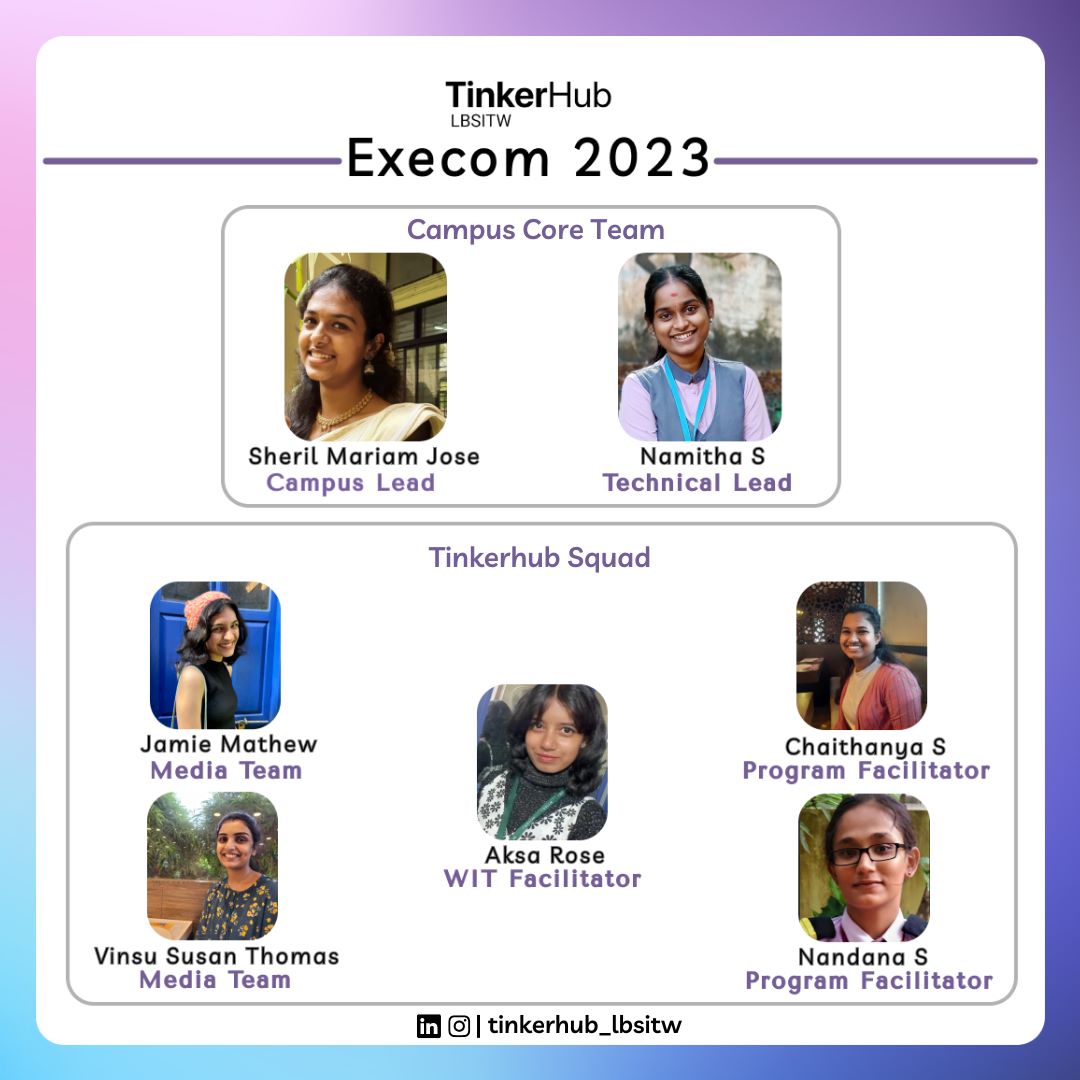 TinkerHub
LBSITW
Execom 2023
Campus Core Team
Sheril Mariam Jose
Campus Lead
Namitha S
Technical Lead
Tinkerhub Squad
Jamie Mathew
Media Team
Chaithanya S
Program Facilitator
Aksa Rose
WIT Facilitator
Vinsu Susan Thomas
Media Team
Nandana S
Program Facilitator
in | tinkerhub_lbsitw